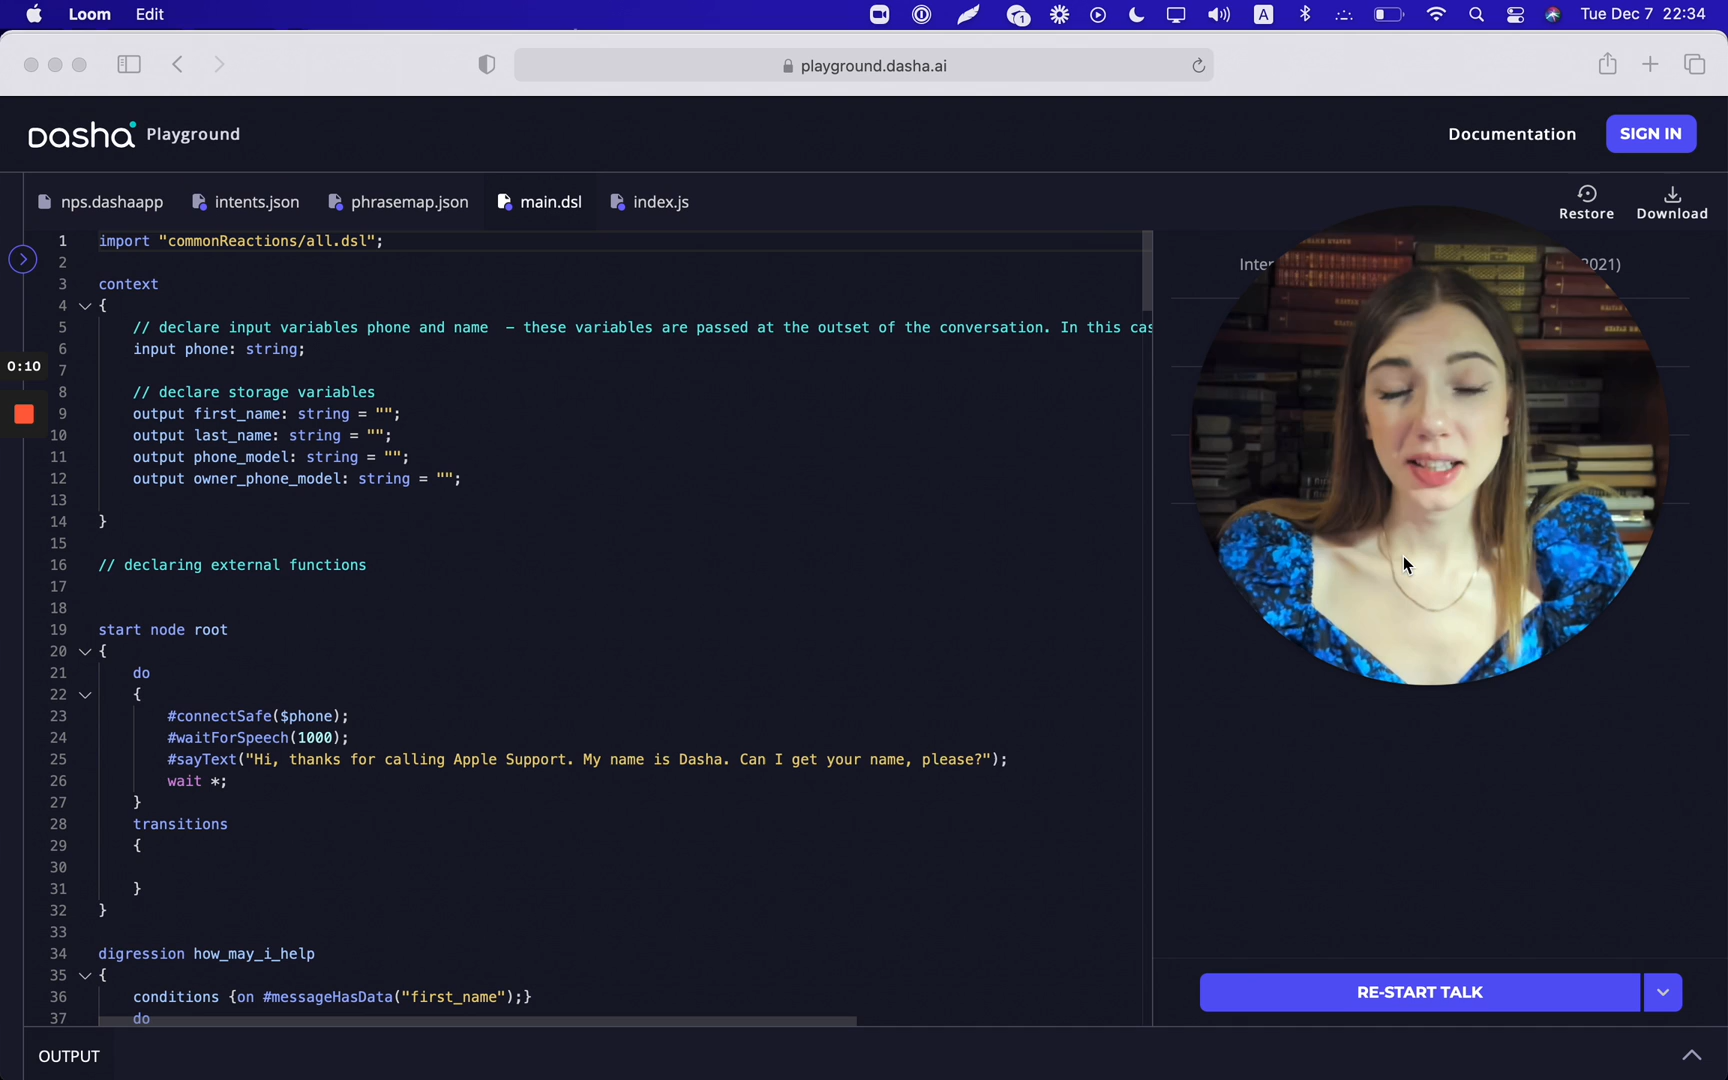 Loom Edit
1
A
Tue Dec 7 22:34
playground.dasha.ai
Dasha Playground
Documentation
SIGN IN
nps.dashaapp
intents.json
phrasemap.json
main.dsl
index.js
Restore
Download
0:10
1 import "commonReactions/all.dsl";
2
3 context
4 {
5 // declare input variables phone and name - these variables are passed at the outset of the conversation. In this cas
6 input phone: string;
7
8 // declare storage variables
9 output first_name: string = "";
10 output last_name: string = "";
11 output phone_model: string = "";
12 output owner_phone_model: string = "";
13
14 }
15
16 // declaring external functions
17
18
19 start node root
20 {
21 do
22 {
23 #connectSafe($phone);
24 #waitForSpeech(1000);
25 #sayText("Hi, thanks for calling Apple Support. My name is Dasha. Can I get your name, please?");
26 wait *;
27 }
28 transitions
29 {
30
31 }
32 }
33
34 digression how_may_i_help
35 {
36 conditions {on #messageHasData("first_name");}
37 do
Inter 2021)
RE-START TALK
OUTPUT